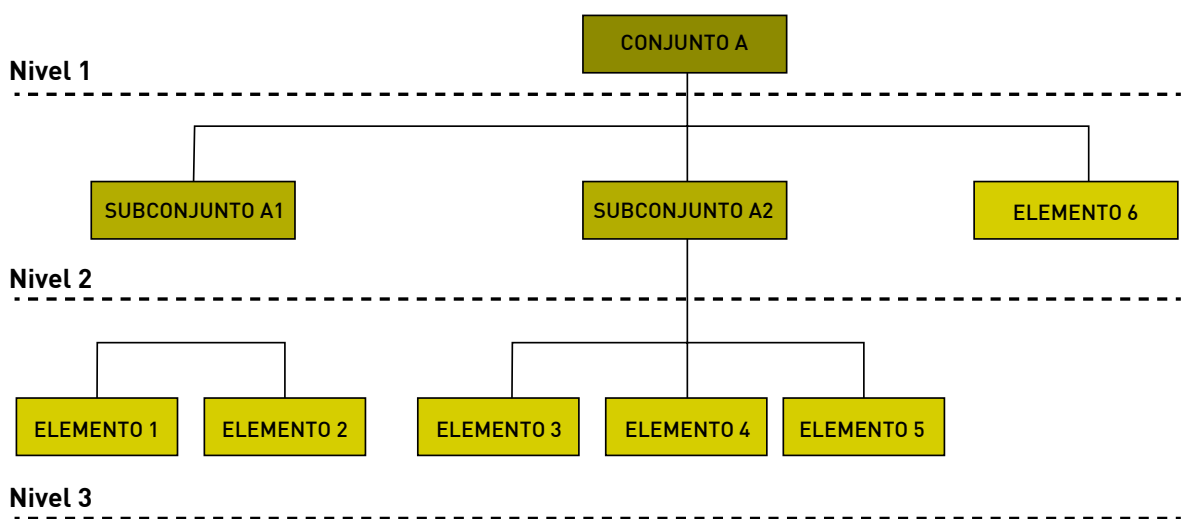 CONJUNTO A
Nivel 1
SUBCONJUNTO A1
SUBCONJUNTO A2
ELEMENTO 6
Nivel 2
ELEMENTO 1
ELEMENTO 2
ELEMENTO 3
ELEMENTO 4
ELEMENTO 5
Nivel 3